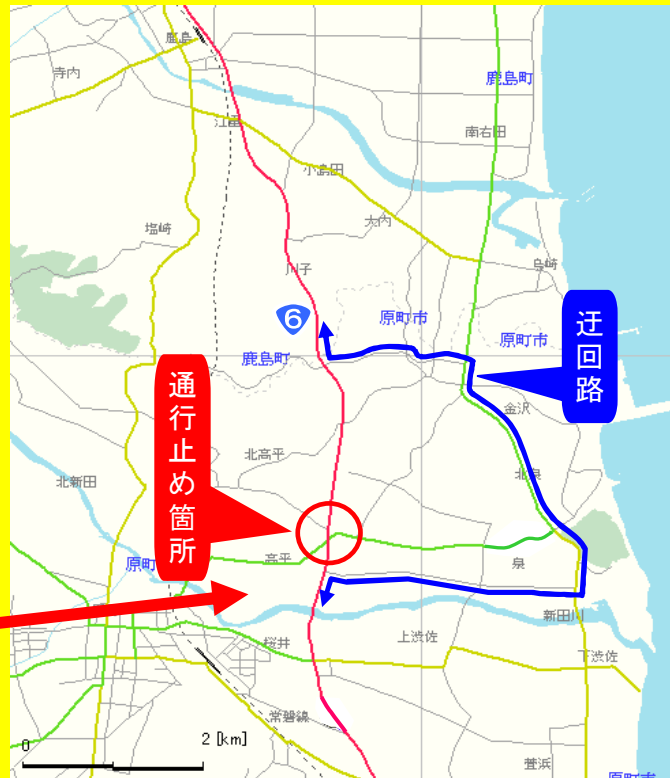 鹿島
寺内
鹿島町
江垂
南右田
小島田
大内
塩崎
烏崎
川子
6
原町市
原町市
迂回路
鹿島町
通行止め箇所
金沢
北高平
北泉
北新田
高平
泉
原町
新田川
桜井
上渋佐
下渋佐
常磐線
0
2 [km]
萱浜
原町市